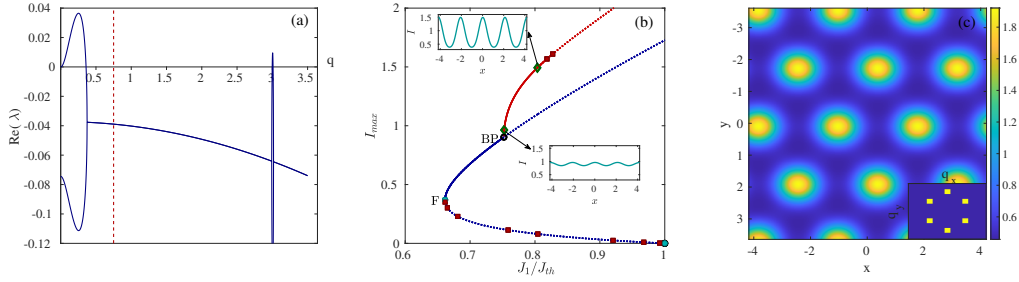 (a)
0.04
0.02
0
-0.02
-0.04
-0.06
-0.08
-0.1
-0.12
Re( λ)
0.5 1 1.5 2 2.5 3 3.5
q
(b)
2
1.5
1
0.5
0
I_max
0.6 0.7 0.8 0.9 1
J_1/J_th
BP
F
1.5
1
0.5
I
-4 -2 0 2 4
x
1.5
1
0.5
I
-4 -2 0 2 4
x
(c)
-3
-2
-1
0
1
2
3
y
-4 -2 0 2 4
x
q_x
q_y
1.8
1.6
1.4
1.2
1
0.8
0.6